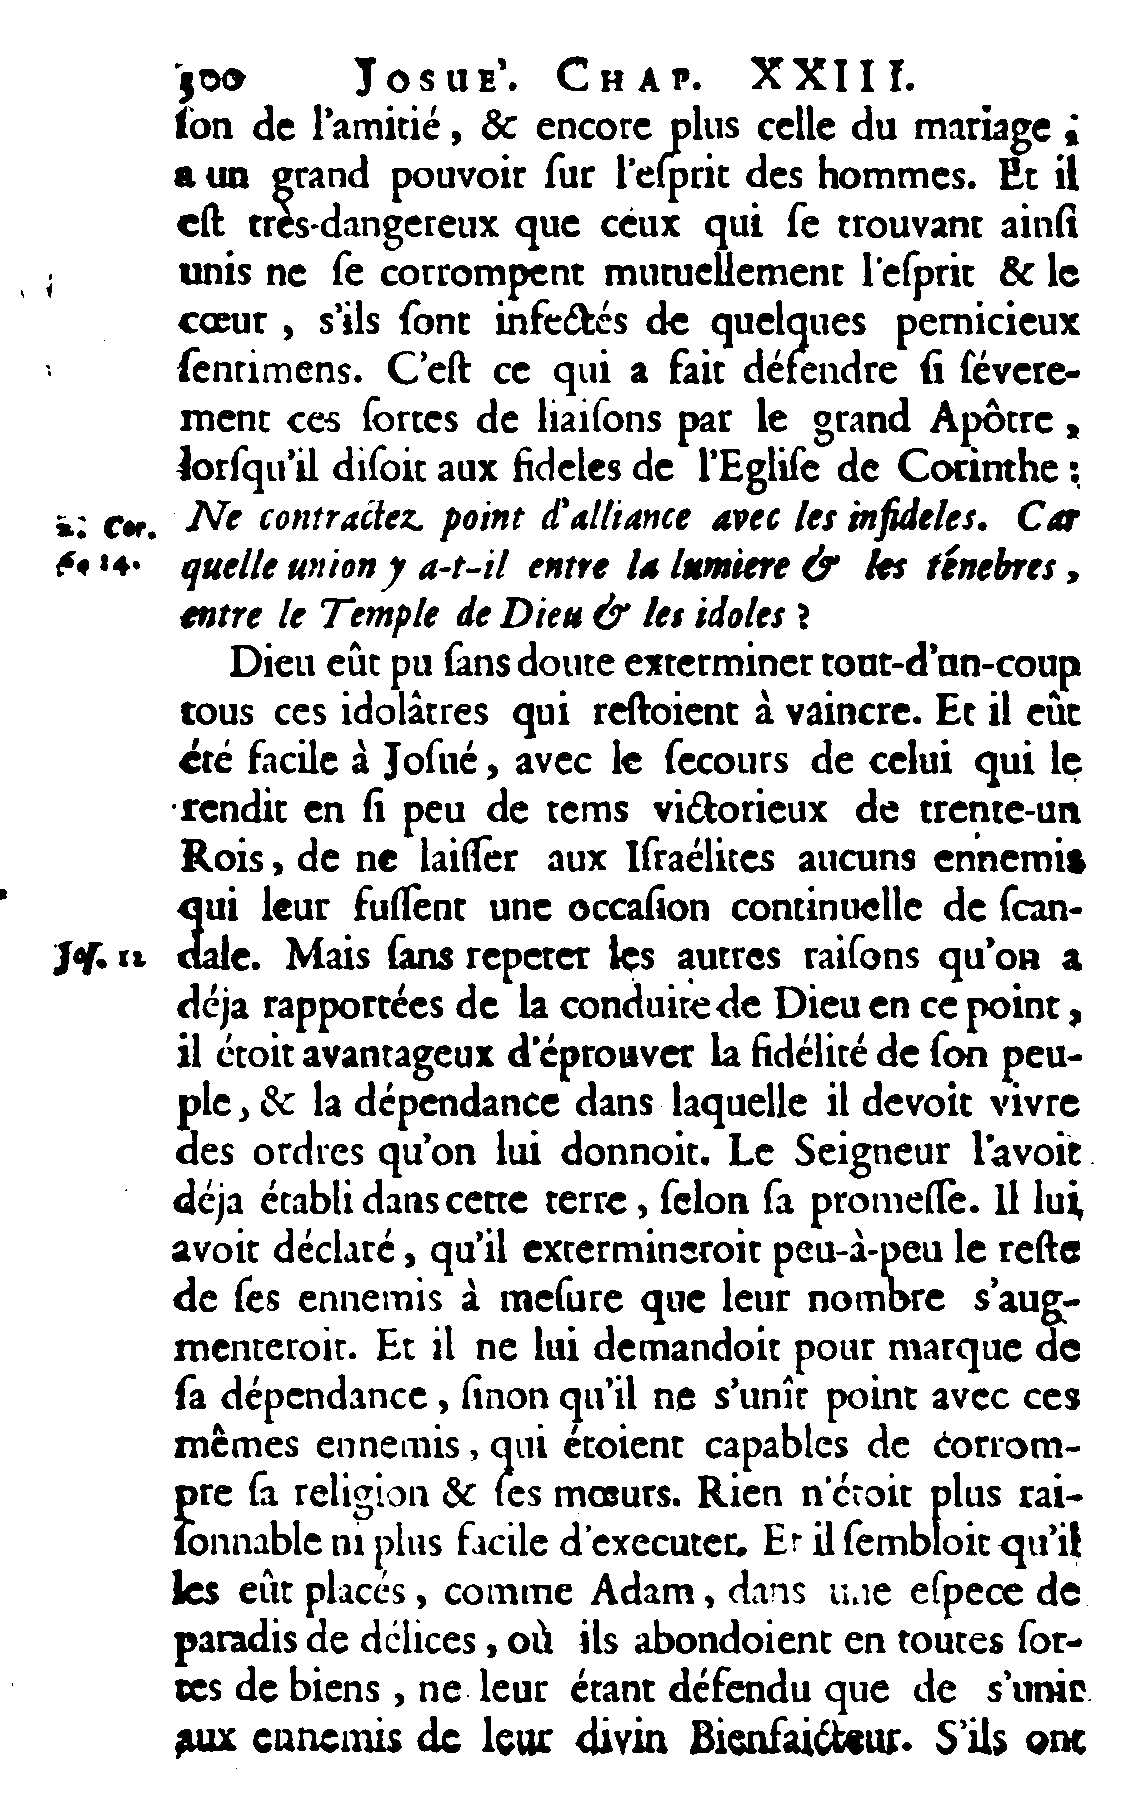 300 JOSUE'. CHAP. XXIII.
ſon de l'amitié, & encore plus celle du mariage ;
a un grand pouvoir ſur l'eſprit des hommes. Et il
eſt très-dangereux que ceux qui ſe trouvant ainſi
unis ne ſe corrompent mutuellement l'eſprit & le
cœur, s'ils ſont infectés de quelques pernicieux
ſentimens. C'eſt ce qui a fait défendre ſi ſévere-
ment ces ſortes de liaiſons par le grand Apôtre,
lorſqu'il diſoit aux fideles de l'Egliſe de Corinthe :
2. Cor. Ne contractez point d'alliance avec les infideles. Car
6. 14. quelle union y a-t-il entre la lumiere & les ténebres,
entre le Temple de Dieu & les idoles ?
Dieu eût pu ſans doute exterminer tout-d'un-coup
tous ces idolâtres qui reſtoient à vaincre. Et il eût
été facile à Joſué, avec le ſecours de celui qui le
rendit en ſi peu de tems victorieux de trente-un
Rois, de ne laiſſer aux Iſraélites aucuns ennemis
qui leur fuſſent une occaſion continuelle de ſcan-
Joſ. 12 dale. Mais ſans repeter les autres raiſons qu'on a
déja rapportées de la conduite de Dieu en ce point,
il étoit avantageux d'éprouver la fidélité de ſon peu-
ple, & la dépendance dans laquelle il devoit vivre
des ordres qu'on lui donnoit. Le Seigneur l'avoit
déja établi dans cette terre, ſelon ſa promeſſe. Il lui
avoit déclaré, qu'il extermineroit peu-à-peu le reſte
de ſes ennemis à meſure que leur nombre s'aug-
menteroit. Et il ne lui demandoit pour marque de
ſa dépendance, ſinon qu'il ne s'unît point avec ces
mêmes ennemis, qui étoient capables de corrom-
pre ſa religion & ſes mœurs. Rien n'étoit plus rai-
ſonnable ni plus facile d'executer. Et il ſembloit qu'il
les eût placés, comme Adam, dans une eſpece de
paradis de délices, où ils abondoient en toutes ſor-
tes de biens, ne leur étant défendu que de s'unir
aux ennemis de leur divin Bienfaicteur. S'ils ont